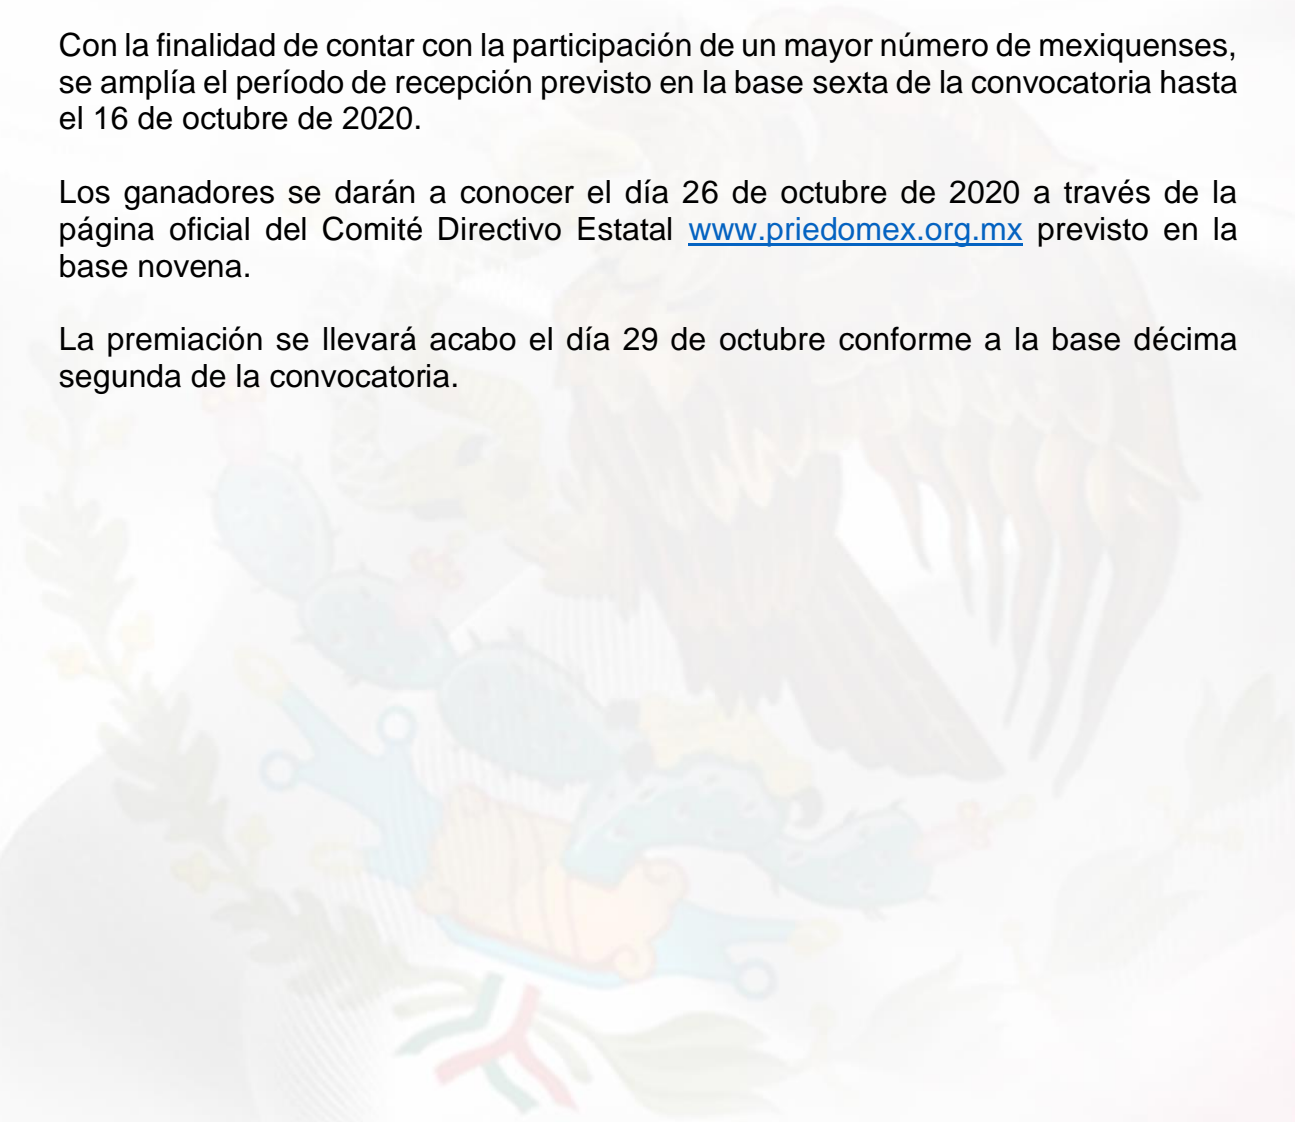 Con la finalidad de contar con la participación de un mayor número de mexiquenses,
se amplía el período de recepción previsto en la base sexta de la convocatoria hasta
el 16 de octubre de 2020.
Los ganadores se darán a conocer el día 26 de octubre de 2020 a través de la
página oficial del Comité Directivo Estatal www.priedomex.org.mx previsto en la
base novena.
La premiación se llevará acabo el día 29 de octubre conforme a la base décima
segunda de la convocatoria.